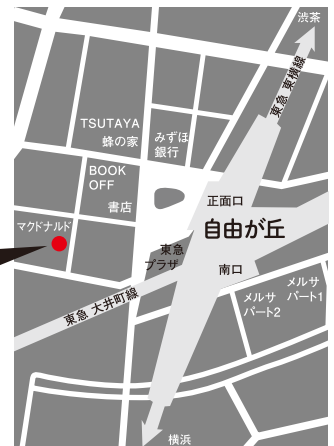 渋谷
東急 東横線
TSUTAYA
蜂の家
みずほ
銀行
BOOK
OFF
書店
正面口
マクドナルド
自由が丘
東急
プラザ
南口
メルサ
パート1
メルサ
パート2
東急 大井町線
横浜